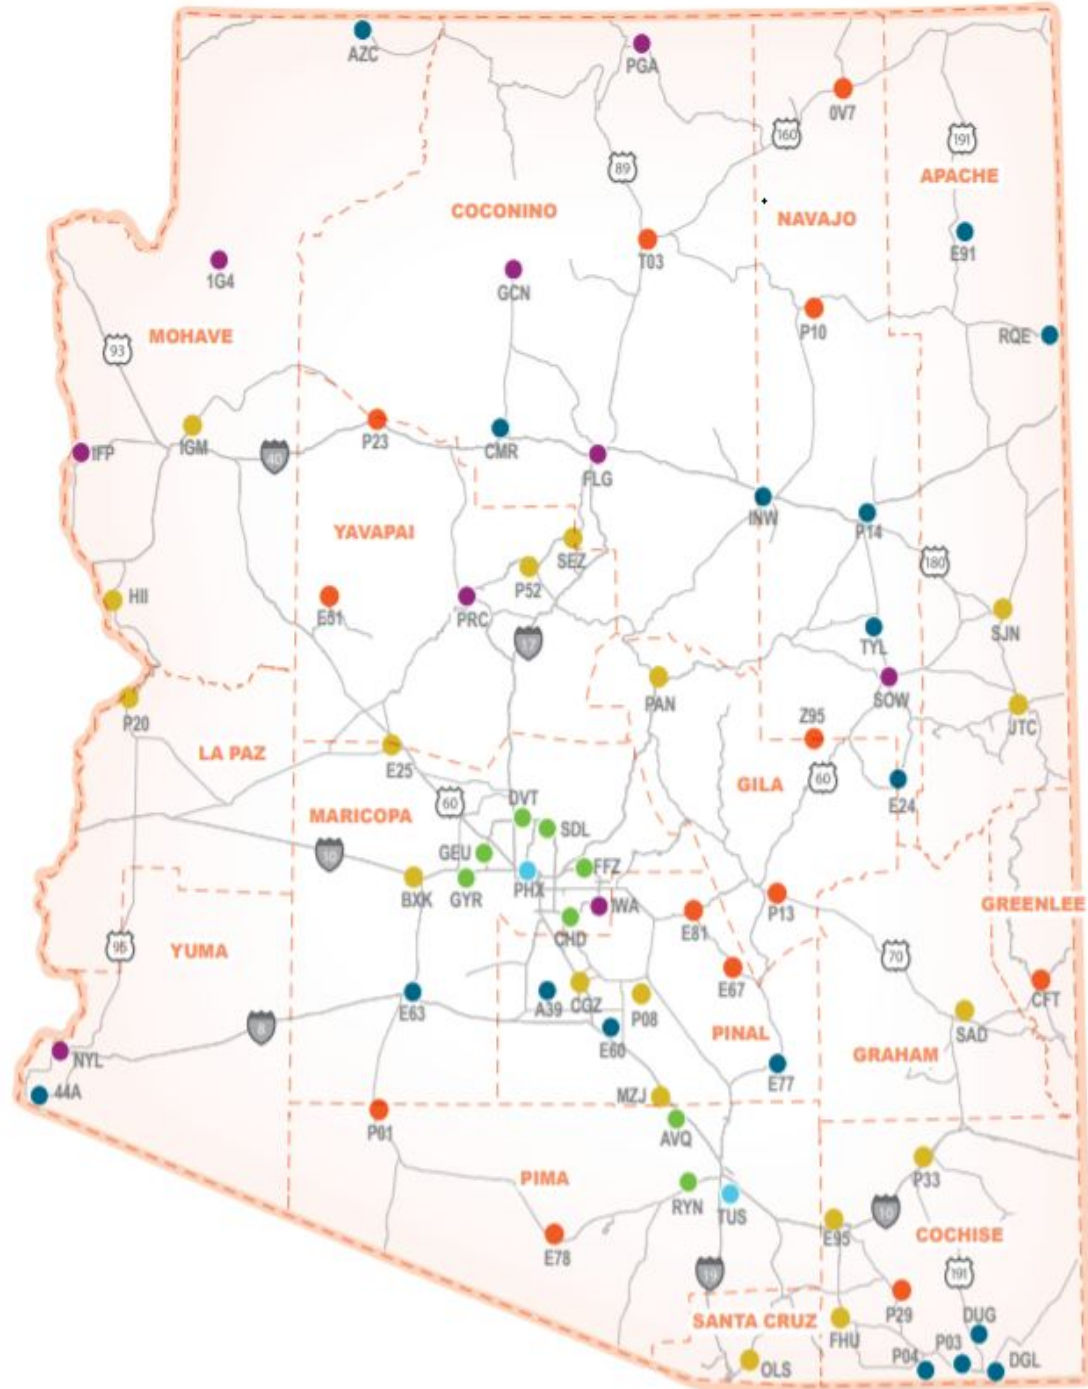 AZC
PGA
0V7
160
191
89
APACHE
COCONINO
NAVAJO
E91
T03
1G4
GCN
P10
MOHAVE
RQE
93
P23
IGM
IFP
40
CMR
FLG
INW
P14
YAVAPAI
SEZ
180
P52
HII
E51
PRC
SJN
17
TYL
PAN
SOW
P20
Z95
JTC
LA PAZ
E25
GILA
60
60
E24
DVT
MARICOPA
SDL
GEU
10
FFZ
PHX
BXK
GYR
IWA
P13
GREENLEE
E81
CHD
95
YUMA
70
E67
CFT
E63
A39
CGZ
P08
8
SAD
PINAL
E60
GRAHAM
NYL
E77
44A
MZJ
P01
AVQ
PIMA
P33
RYN
TUS
10
E95
COCHISE
E78
19
191
P29
SANTA CRUZ
DUG
FHU
P03
P04
DGL
OLS